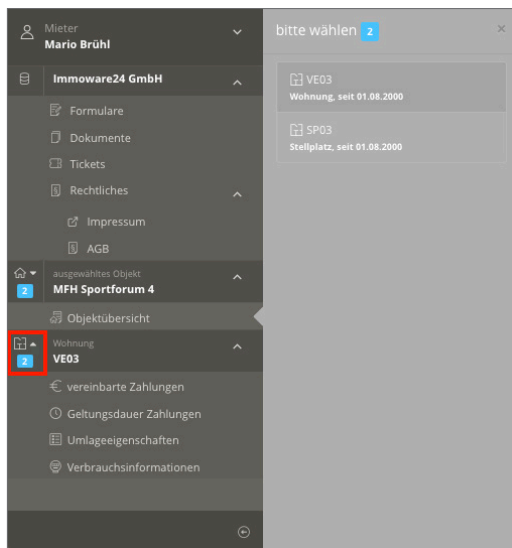 Mieter
Mario Brühl
Immoware24 GmbH
Formulare
Dokumente
Tickets
Rechtliches
Impressum
AGB
ausgewähltes Objekt
2
MFH Sportforum 4
Objektübersicht
Wohnung
2
VE03
vereinbarte Zahlungen
Geltungsdauer Zahlungen
Umlageeigenschaften
Verbrauchsinformationen
bitte wählen 2
VE03
Wohnung, seit 01.08.2000
SP03
Stellplatz, seit 01.08.2000